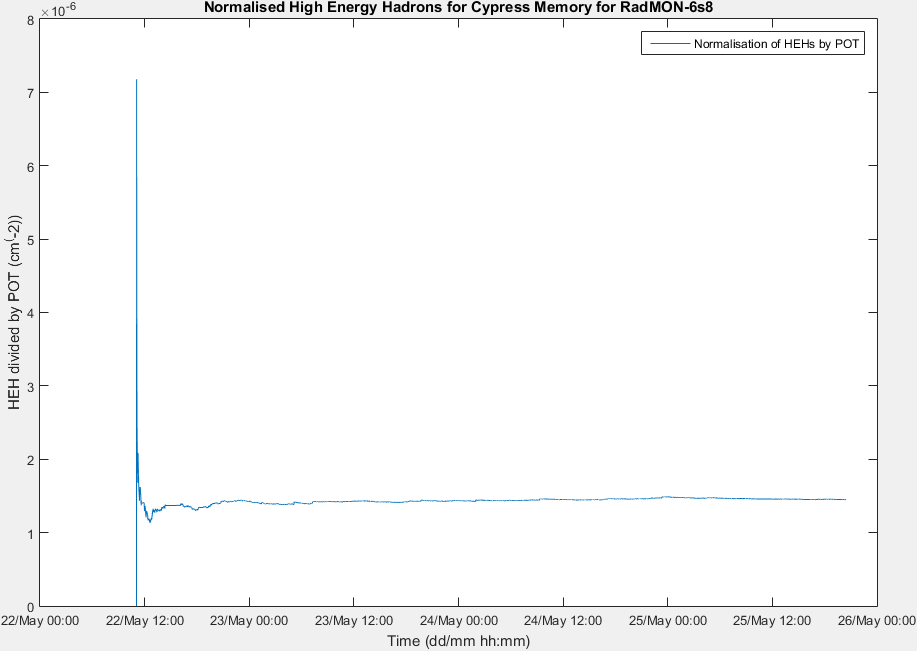 Normalised High Energy Hadrons for Cypress Memory for RadMON-6s8
×10-6
Normalisation of HEHs by POT
8
7
6
5
4
3
2
1
0
HEH divided by POT (cm(-2))
22/May 00:00 22/May 12:00 23/May 00:00 23/May 12:00 24/May 00:00 24/May 12:00 25/May 00:00 25/May 12:00 26/May 00:00
Time (dd/mm hh:mm)